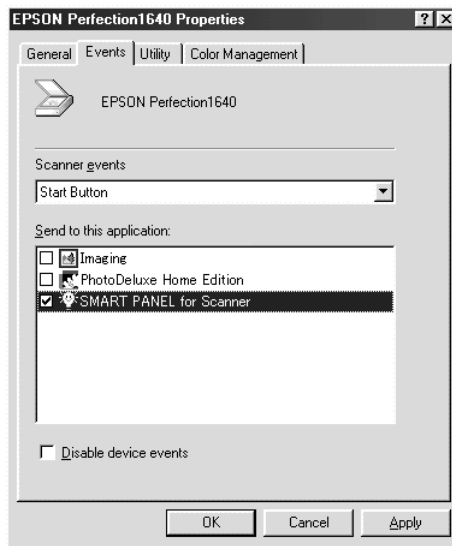 EPSON Perfection1640 Properties
General Events Utility Color Management
EPSON Perfection1640
Scanner events
Start Button
Send to this application:
Imaging
PhotoDeluxe Home Edition
SMART PANEL for Scanner
Disable device events
OK Cancel Apply